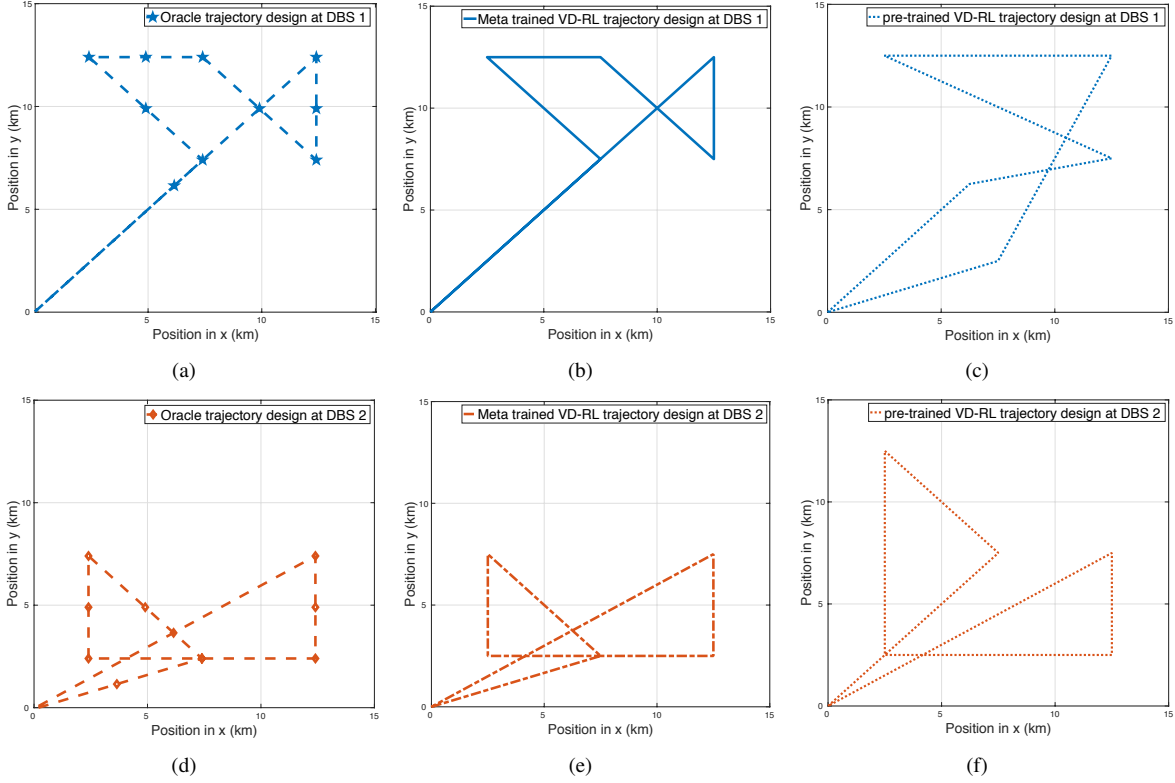 Oracle trajectory design at DBS 1
15
10
5
0
Position in y (km)
5
10
15
Position in x (km)
(a)
Meta trained VD-RL trajectory design at DBS 1
15
10
5
0
Position in y (km)
5
10
15
Position in x (km)
(b)
pre-trained VD-RL trajectory design at DBS 1
15
10
5
0
Position in y (km)
5
10
15
Position in x (km)
(c)
Oracle trajectory design at DBS 2
15
10
5
0
Position in y (km)
5
10
15
Position in x (km)
(d)
Meta trained VD-RL trajectory design at DBS 2
15
10
5
0
Position in y (km)
5
10
15
Position in x (km)
(e)
pre-trained VD-RL trajectory design at DBS 2
15
10
5
0
Position in y (km)
5
10
15
Position in x (km)
(f)